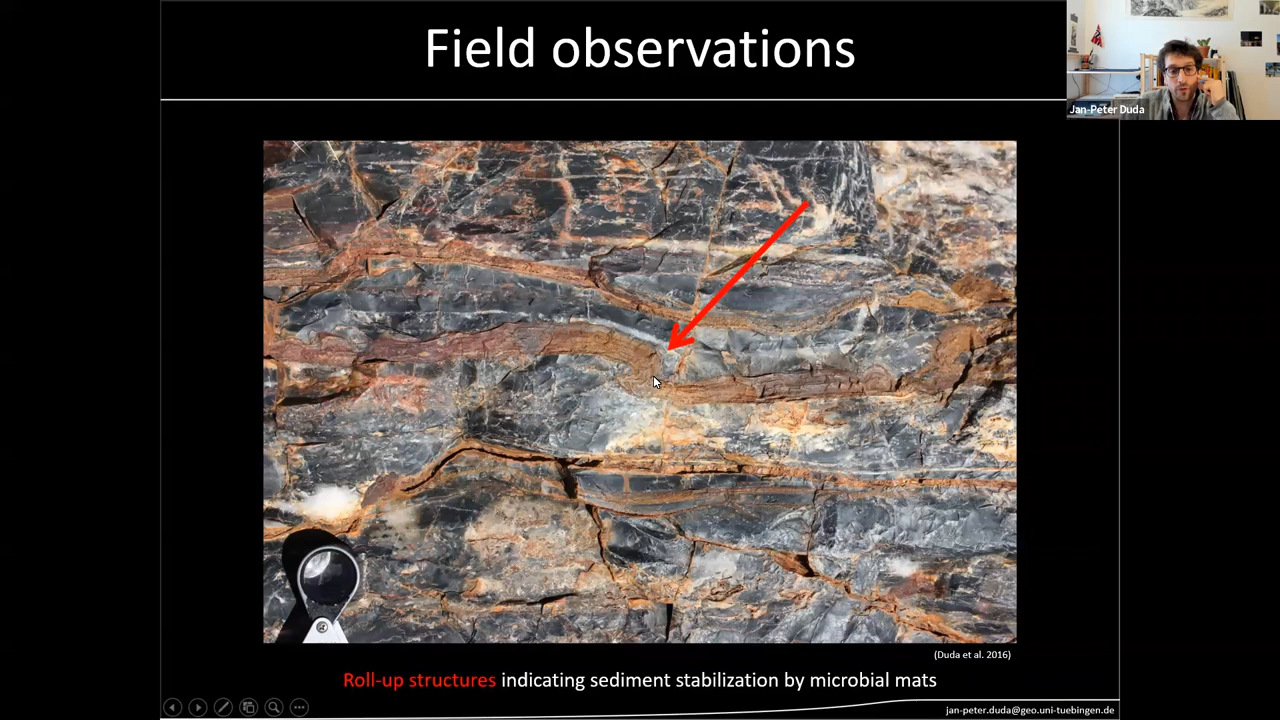 Field observations
Jan-Peter Duda
(Duda et al. 2016)
Roll-up structures indicating sediment stabilization by microbial mats
jan-peter.duda@geo.uni-tuebingen.de